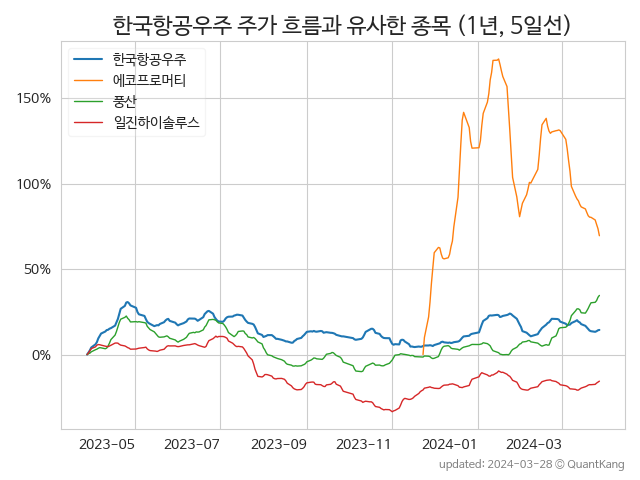 한국항공우주 주가 흐름과 유사한 종목 (1년, 5일선)
한국항공우주
에코프로머티
풍산
일진하이솔루스
150%
100%
50%
0%
2023-05 2023-07 2023-09 2023-11 2024-01 2024-03
updated: 2024-03-28 © QuantKang